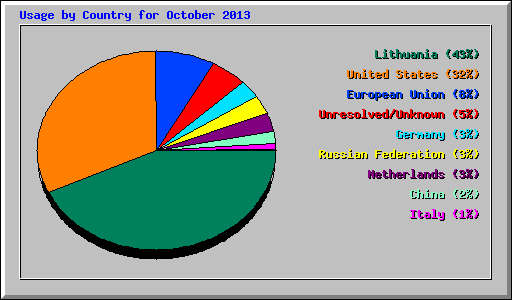 Usage by Country for October 2013
Lithuania (43%)
United States (32%)
European Union (8%)
Unresolved/Unknown (5%)
Germany (3%)
Russian Federation (3%)
Netherlands (3%)
China (2%)
Italy (1%)